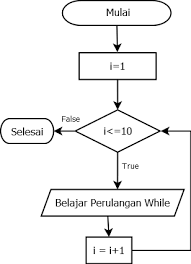 Mulai
i=1
i<=10
False
Selesai
True
Belajar Perulangan While
i = i+1